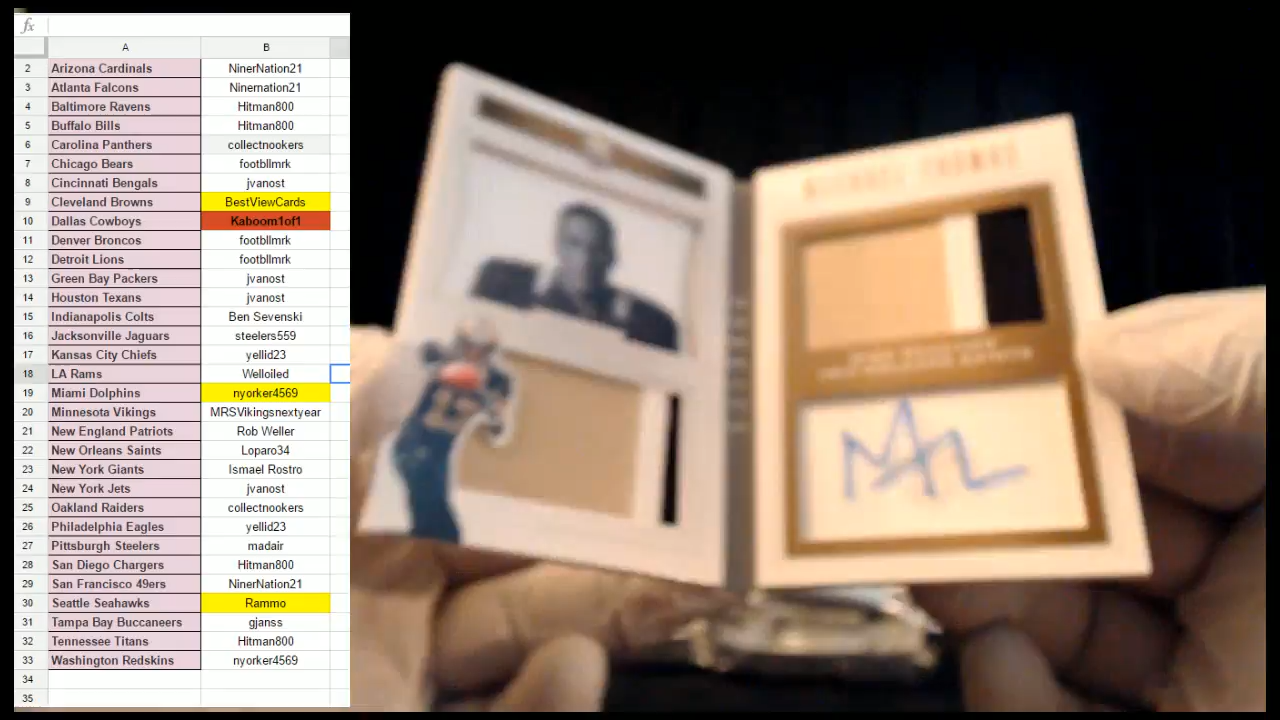 fx
A B
2 Arizona Cardinals NinerNation21
3 Atlanta Falcons Ninernation21
4 Baltimore Ravens Hitman800
5 Buffalo Bills Hitman800
6 Carolina Panthers collectnookers
7 Chicago Bears footbllmrk
8 Cincinnati Bengals jvanost
9 Cleveland Browns BestViewCards
10 Dallas Cowboys Kaboom1of1
11 Denver Broncos footbllmrk
12 Detroit Lions footbllmrk
13 Green Bay Packers jvanost
14 Houston Texans jvanost
15 Indianapolis Colts Ben Sevenski
16 Jacksonville Jaguars steelers559
17 Kansas City Chiefs yellid23
18 LA Rams Welloiled
19 Miami Dolphins nyorker4569
20 Minnesota Vikings MRSVikingsnextyear
21 New England Patriots Rob Weller
22 New Orleans Saints Loparo34
23 New York Giants Ismael Rostro
24 New York Jets jvanost
25 Oakland Raiders collectnookers
26 Philadelphia Eagles yellid23
27 Pittsburgh Steelers madair
28 San Diego Chargers Hitman800
29 San Francisco 49ers NinerNation21
30 Seattle Seahawks Rammo
31 Tampa Bay Buccaneers gjanss
32 Tennessee Titans Hitman800
33 Washington Redskins nyorker4569
34
35
MICHAEL THOMAS